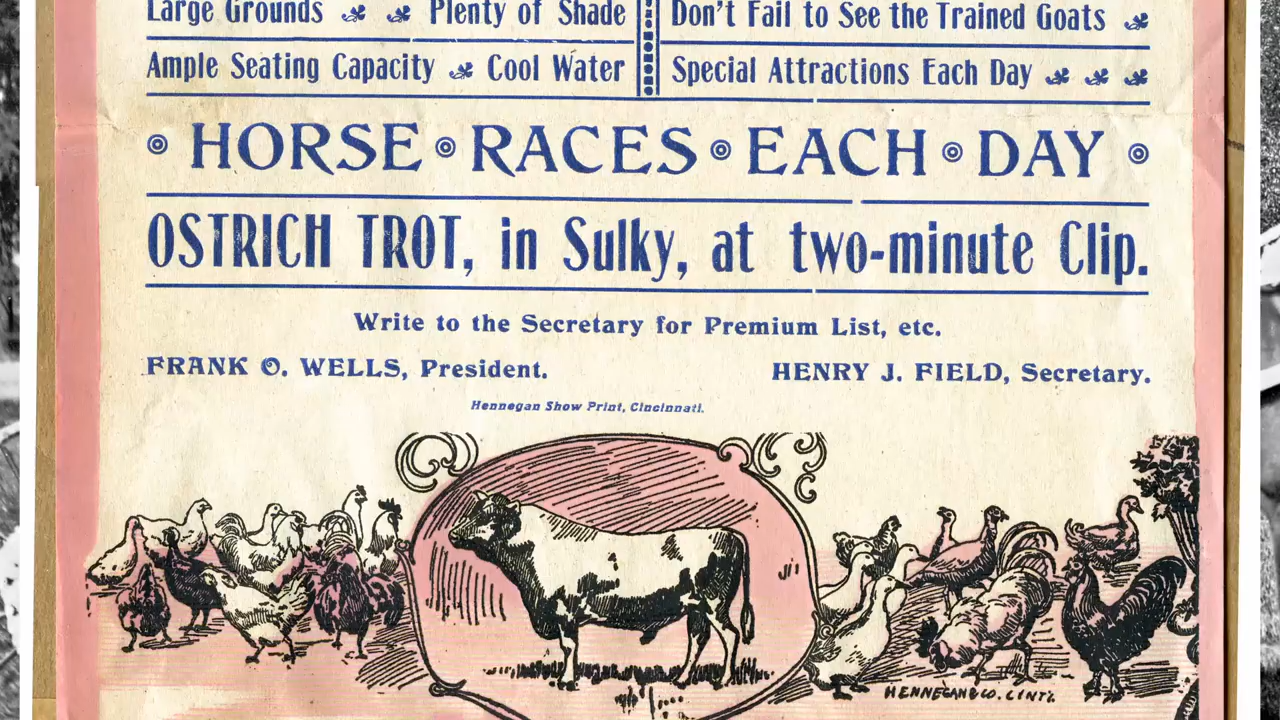 Large Grounds Plenty of Shade
Don't Fail to See the Trained Goats
Ample Seating Capacity Cool Water
Special Attractions Each Day
HORSE RACES EACH DAY
OSTRICH TROT, in Sulky, at two-minute Clip.
Write to the Secretary for Premium List, etc.
FRANK O. WELLS, President.
HENRY J. FIELD, Secretary.
Hennegan Show Print, Cincinnati.
HENNEGAN & CO. CINTI.